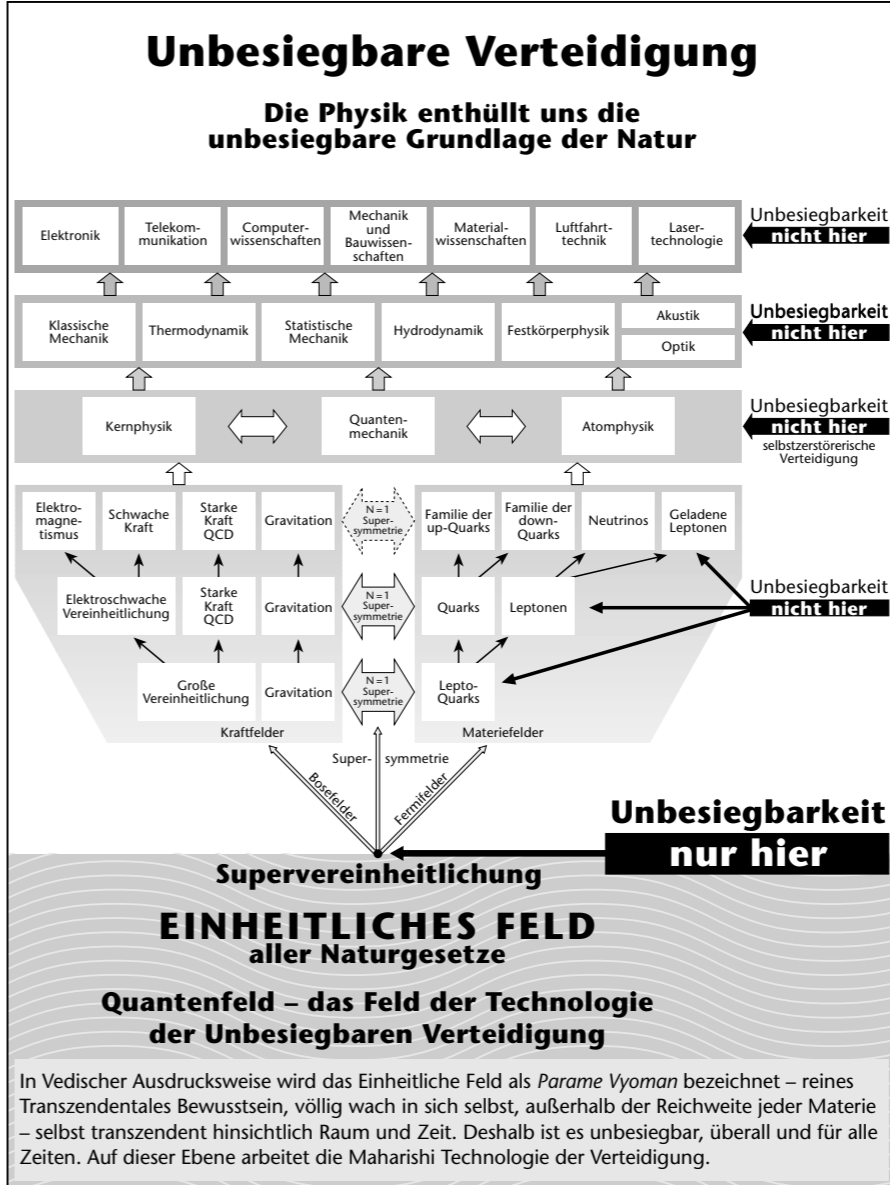 Unbesiegbare Verteidigung
Die Physik enthüllt uns die
unbesiegbare Grundlage der Natur
Elektronik
Telekom-
munikation
Computer-
wissenschaften
Mechanik
und
Bauwissen-
schaften
Material-
wissenschaften
Luftfahrt-
technik
Laser-
technologie
Unbesiegbarkeit
nicht hier
Klassische
Mechanik
Thermodynamik
Statistische
Mechanik
Hydrodynamik
Festkörperphysik
Akustik
Optik
Unbesiegbarkeit
nicht hier
Kernphysik
Quanten-
mechanik
Atomphysik
Unbesiegbarkeit
nicht hier
selbstzerstörerische
Verteidigung
Elektro-
magne-
tismus
Schwache
Kraft
Starke
Kraft
QCD
Gravitation
N = 1
Super-
symmetrie
Familie der
up-Quarks
Familie der
down-
Quarks
Neutrinos
Geladene
Leptonen
Elektroschwache
Vereinheitlichung
Starke
Kraft
QCD
Gravitation
N = 1
Super-
symmetrie
Quarks
Leptonen
Unbesiegbarkeit
nicht hier
Große
Vereinheitlichung
Gravitation
N = 1
Super-
symmetrie
Lepto-
Quarks
Kraftfelder
Materiefelder
Super- symmetrie
Bosefelder
Fermifelder
Unbesiegbarkeit
nur hier
Supervereinheitlichung
EINHEITLICHES FELD
aller Naturgesetze
Quantenfeld – das Feld der Technologie
der Unbesiegbaren Verteidigung
In Vedischer Ausdrucksweise wird das Einheitliche Feld als Parame Vyoman bezeichnet – reines
Transzendentales Bewusstsein, völlig wach in sich selbst, außerhalb der Reichweite jeder Materie
– selbst transzendent hinsichtlich Raum und Zeit. Deshalb ist es unbesiegbar, überall und für alle
Zeiten. Auf dieser Ebene arbeitet die Maharishi Technologie der Verteidigung.